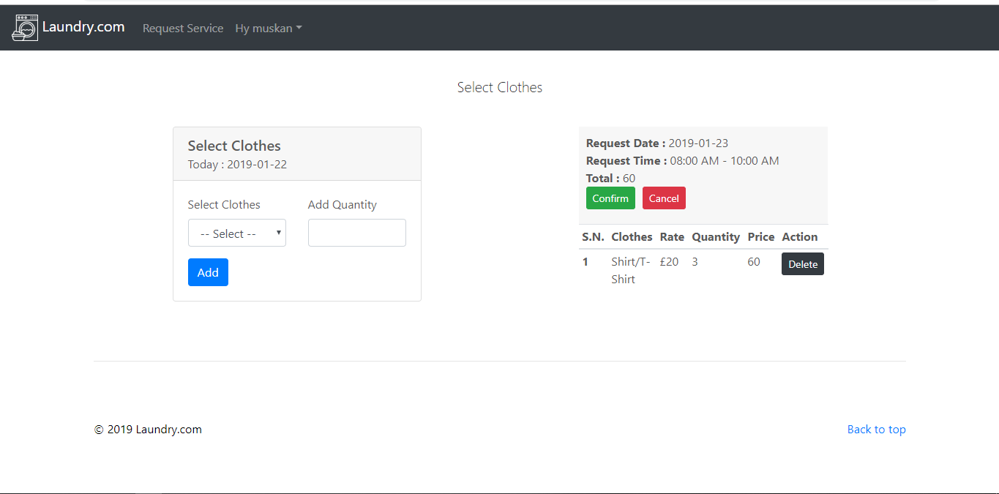 Laundry.com Request Service Hy muskan
Select Clothes
Select Clothes
Today : 2019-01-22
Select Clothes Add Quantity
-- Select --
Add
Request Date : 2019-01-23
Request Time : 08:00 AM - 10:00 AM
Total : 60
Confirm Cancel
S.N. Clothes Rate Quantity Price Action
1 Shirt/T- £20 3 60 Delete
Shirt
© 2019 Laundry.com Back to top